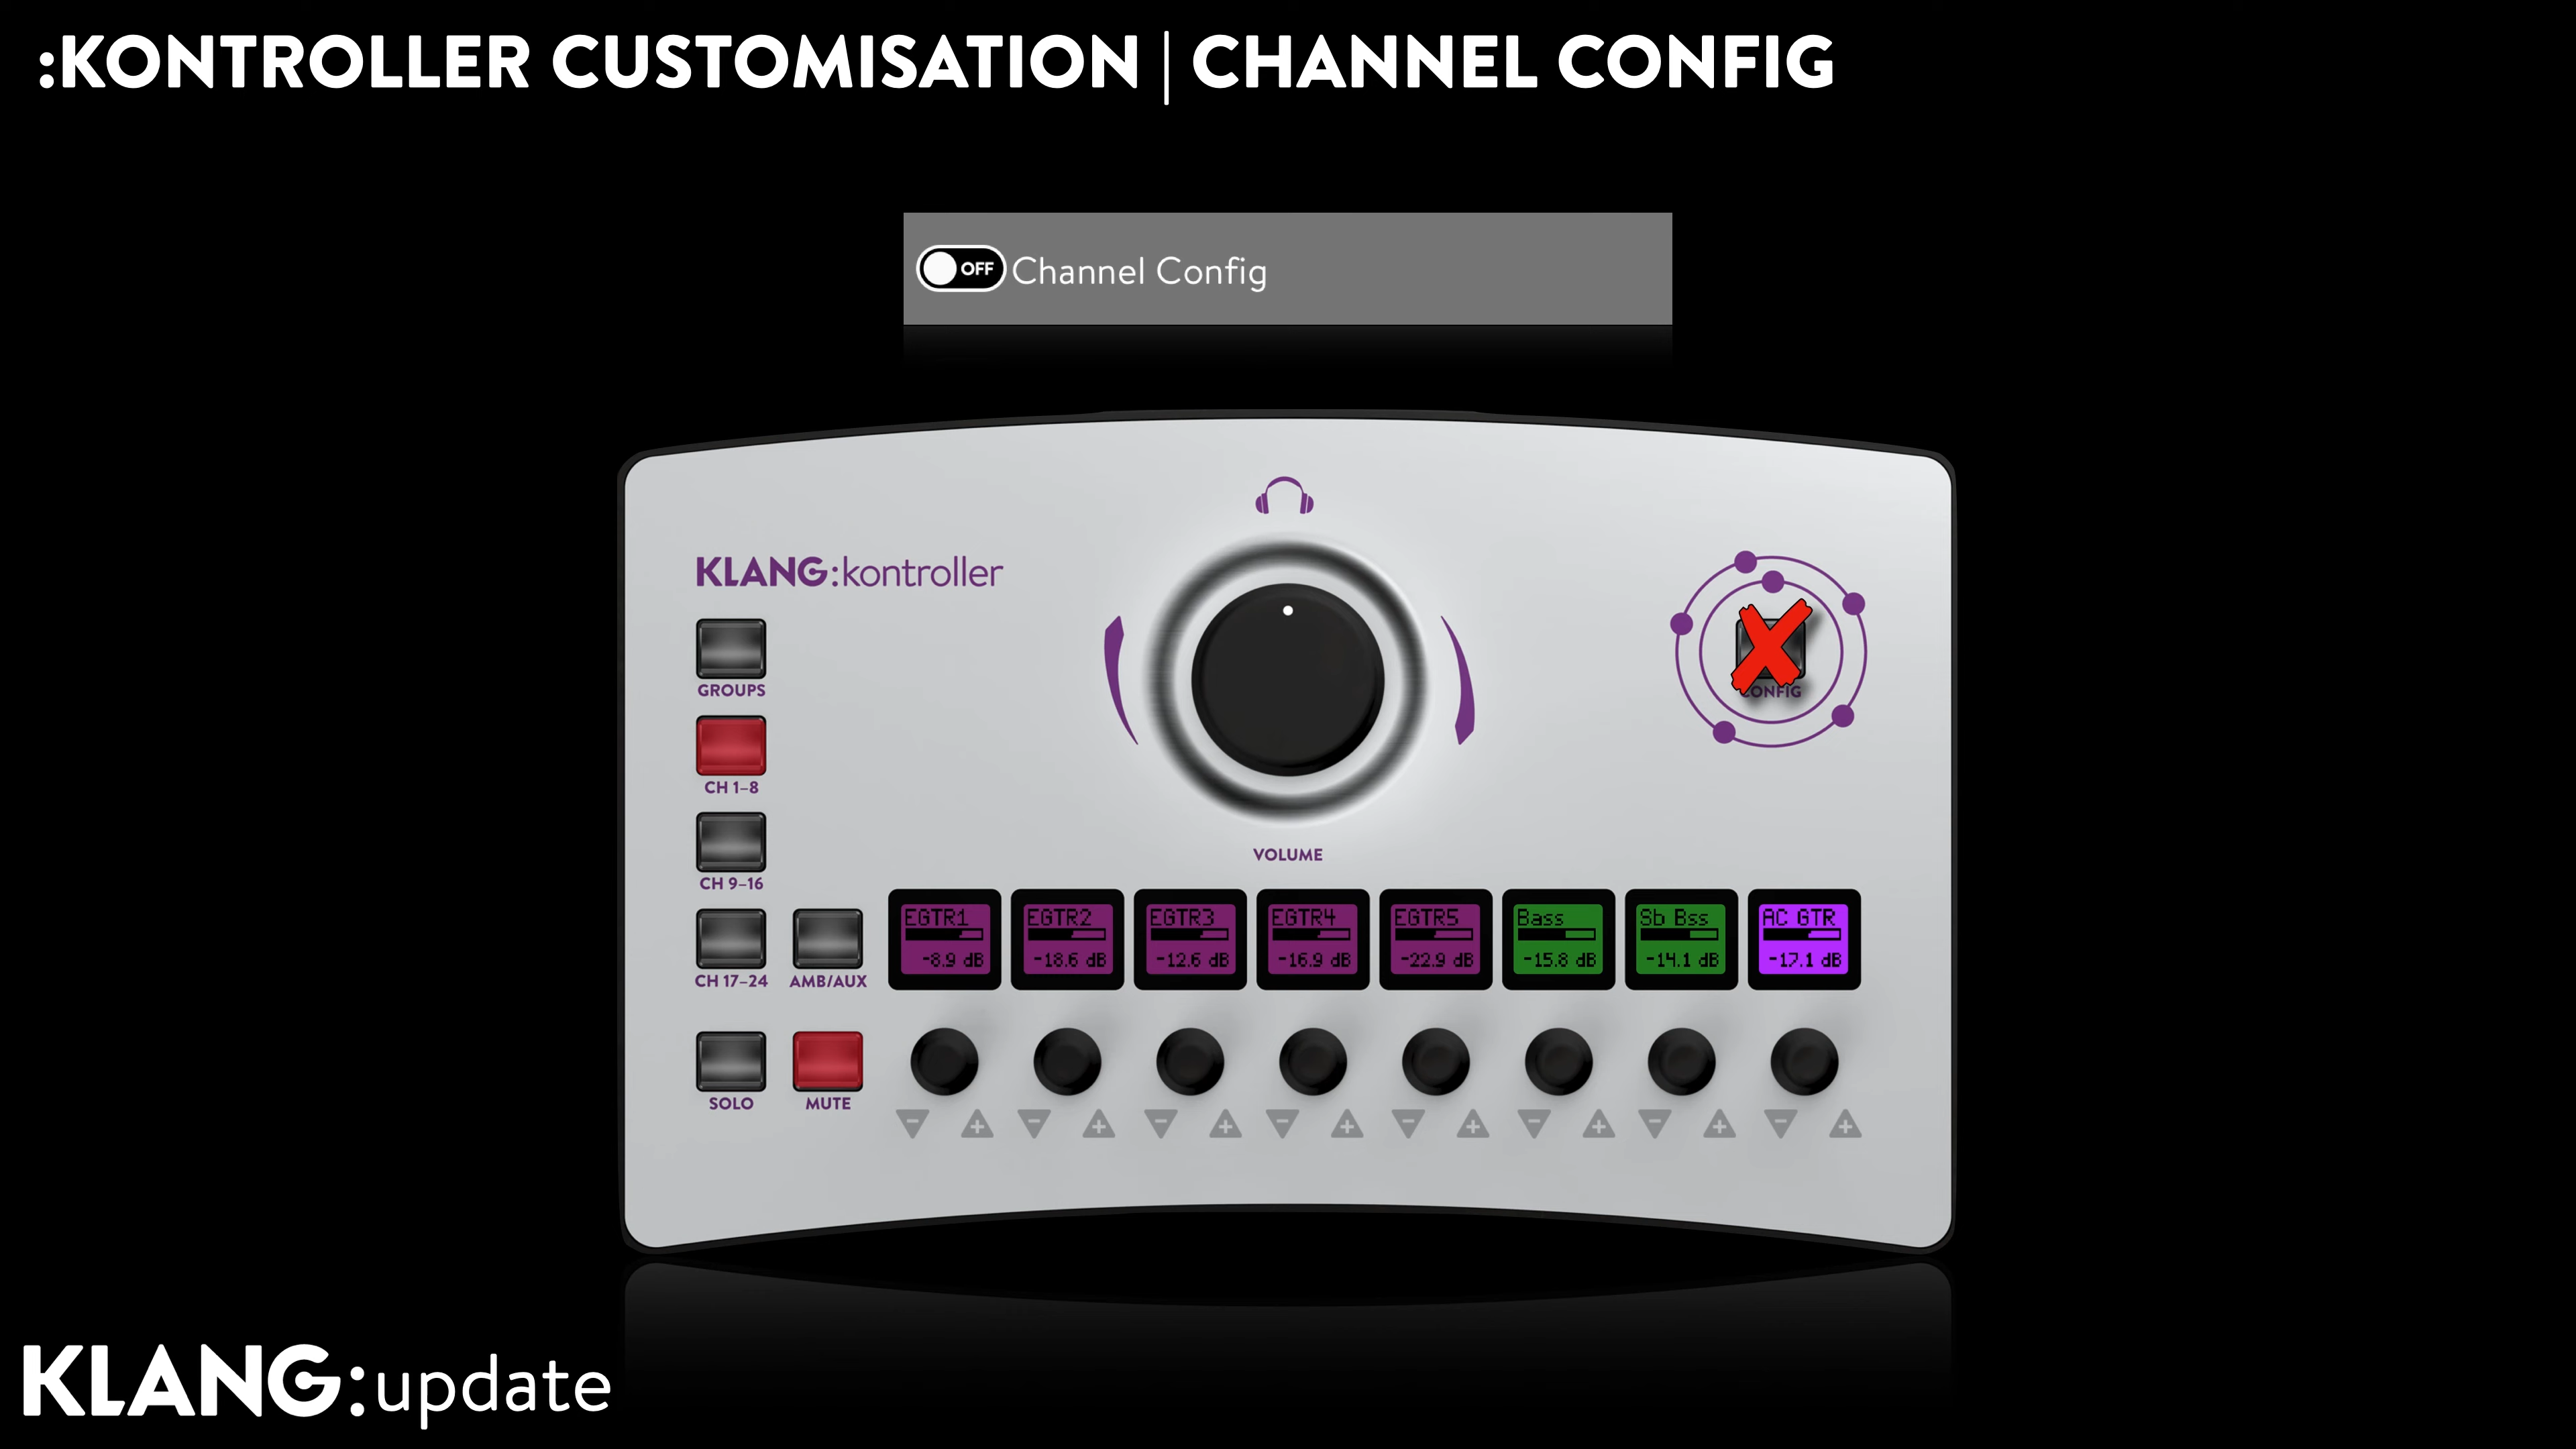 :KONTROLLER CUSTOMISATION | CHANNEL CONFIG
OFF Channel Config
KLANG:kontroller
GROUPS
CONFIG
CH 1–8
CH 9–16
VOLUME
CH 17–24
AMB/AUX
EGTR1
-8.9 dB
EGTR2
-18.6 dB
EGTR3
-12.6 dB
EGTR4
-16.9 dB
EGTR5
-22.9 dB
Bass
-15.8 dB
Sb Bss
-14.1 dB
AC GTR
-17.1 dB
SOLO
MUTE
KLANG:update